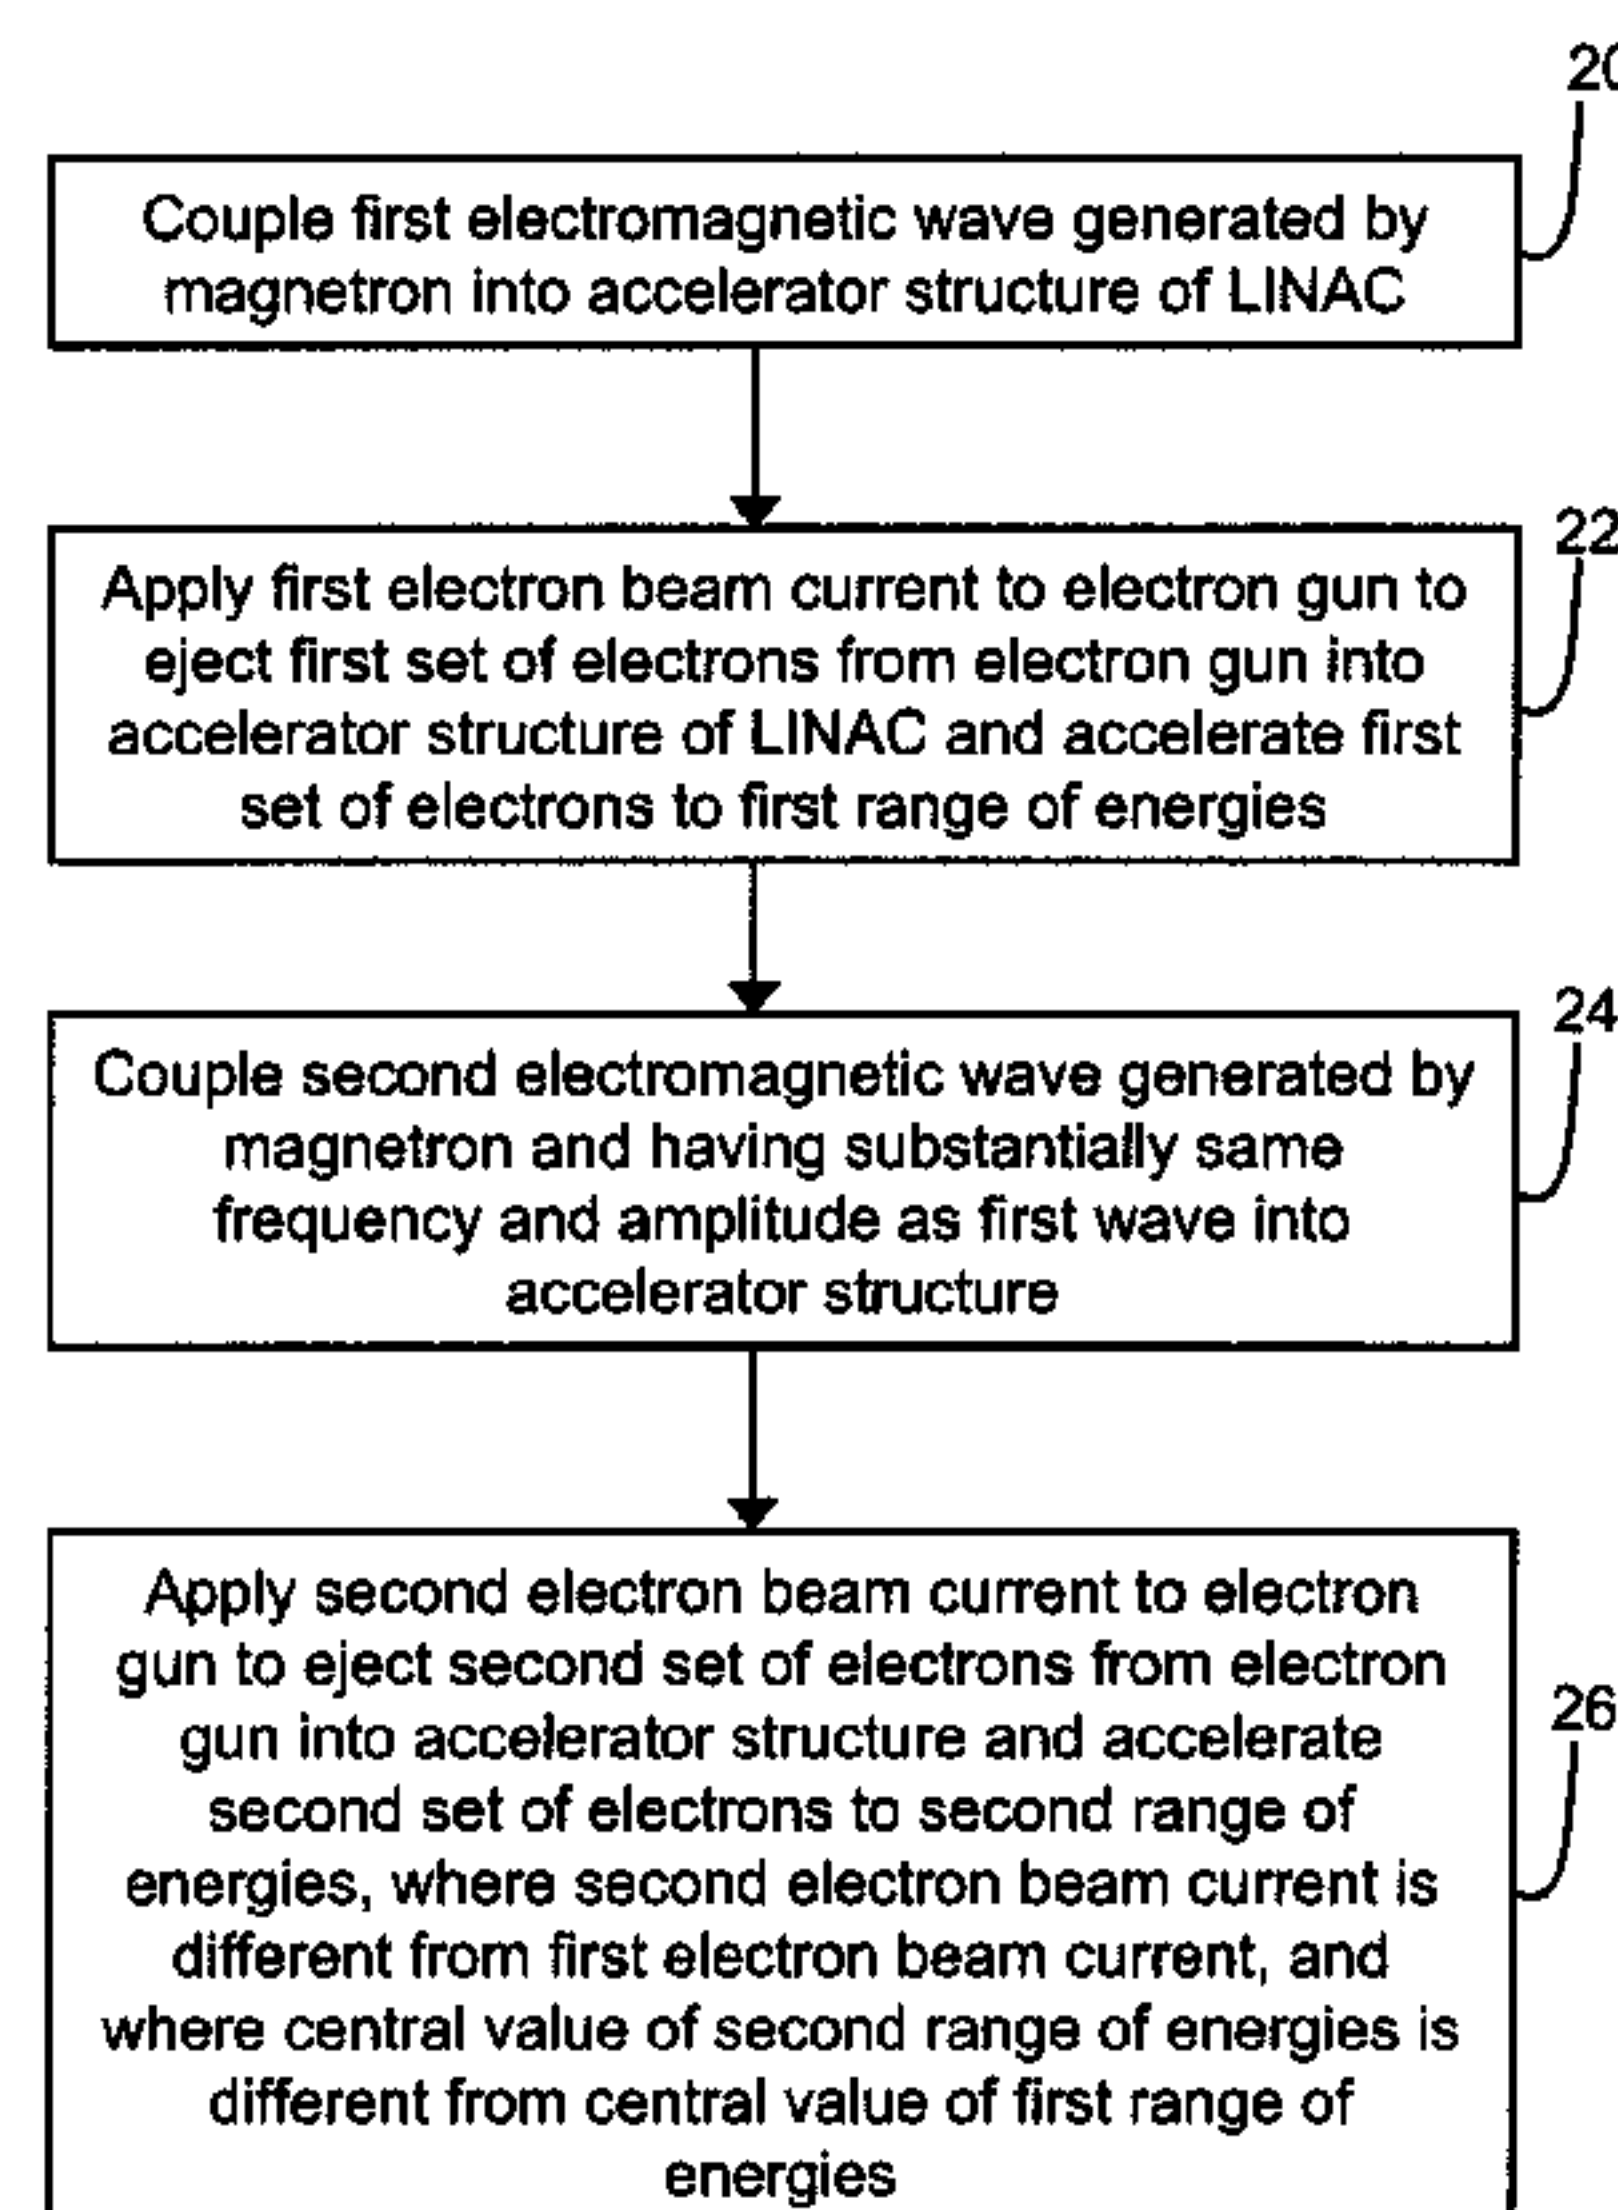 20
Couple first electromagnetic wave generated by
magnetron into accelerator structure of LINAC
22
Apply first electron beam current to electron gun to
eject first set of electrons from electron gun into
accelerator structure of LINAC and accelerate first
set of electrons to first range of energies
24
Couple second electromagnetic wave generated by
magnetron and having substantially same
frequency and amplitude as first wave into
accelerator structure
Apply second electron beam current to electron
gun to eject second set of electrons from electron
26
gun into accelerator structure and accelerate
second set of electrons to second range of
energies, where second electron beam current is
different from first electron beam current, and
where central value of second range of energies is
different from central value of first range of
energies